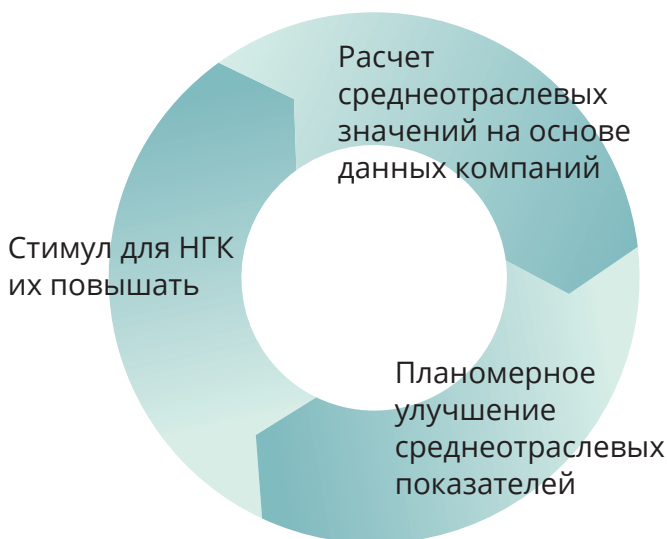 Расчет
среднеотраслевых
значений на основе
данных компаний
Стимул для НГК
их повышать
Планомерное
улучшение
среднеотраслевых
показателей